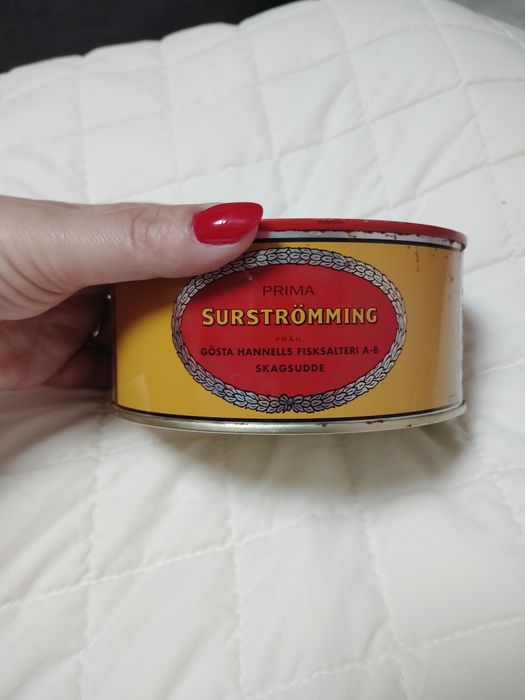 PRIMA
SURSTRÖMMING
FRÅN
GÖSTA HANNELLS FISKSALTERI A-B
SKAGSUDDE